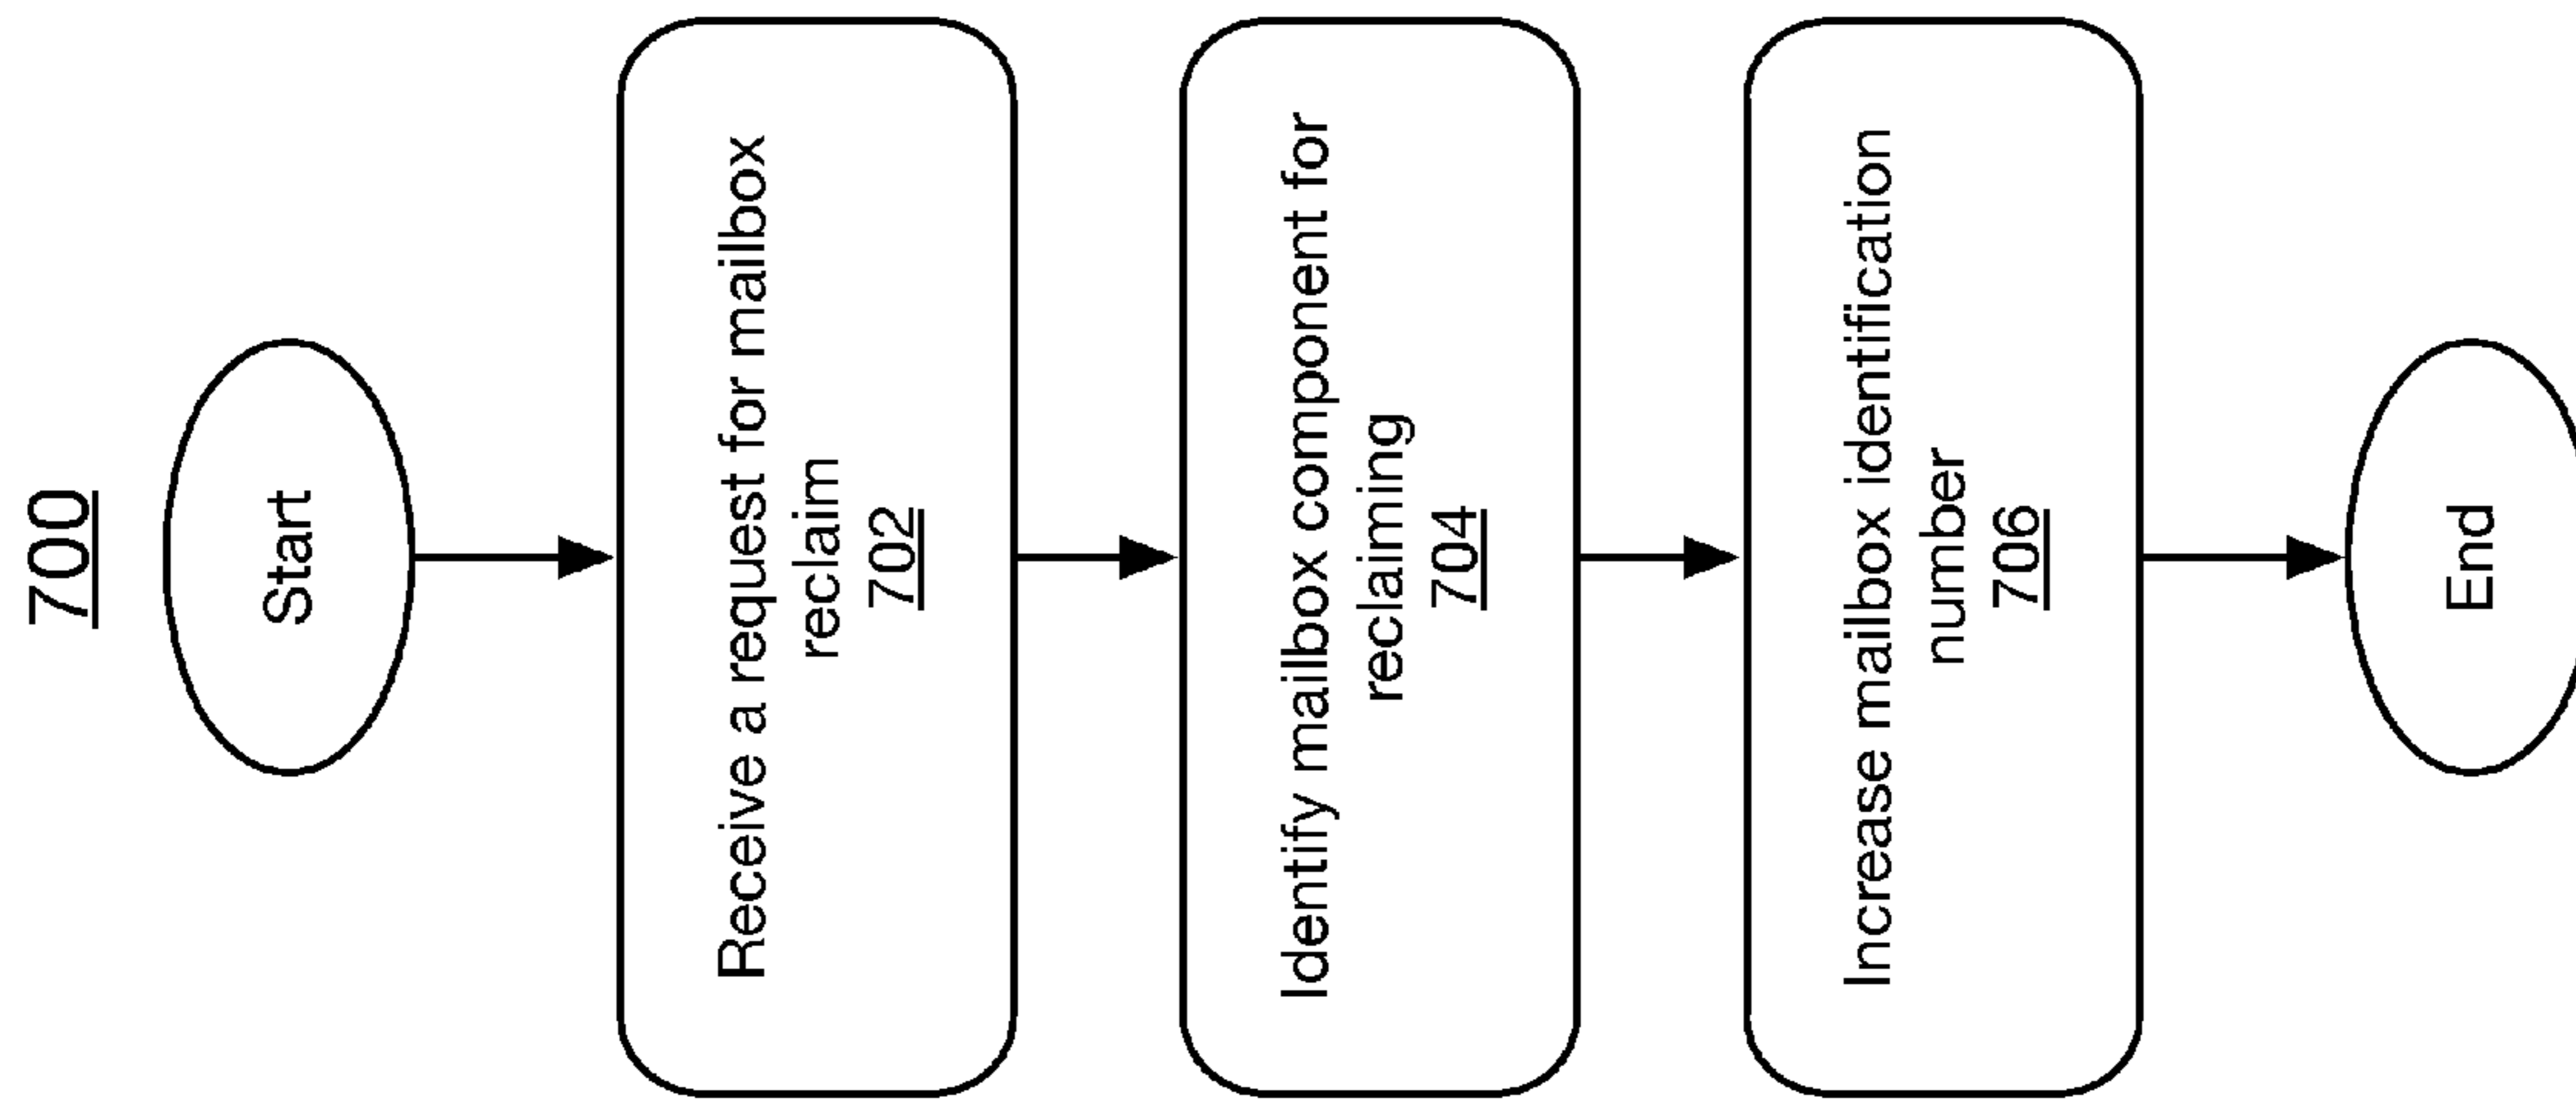 700
Start
Receive a request for mailbox
reclaim
702
Identify mailbox component for
reclaiming
704
Increase mailbox identification
number
706
End